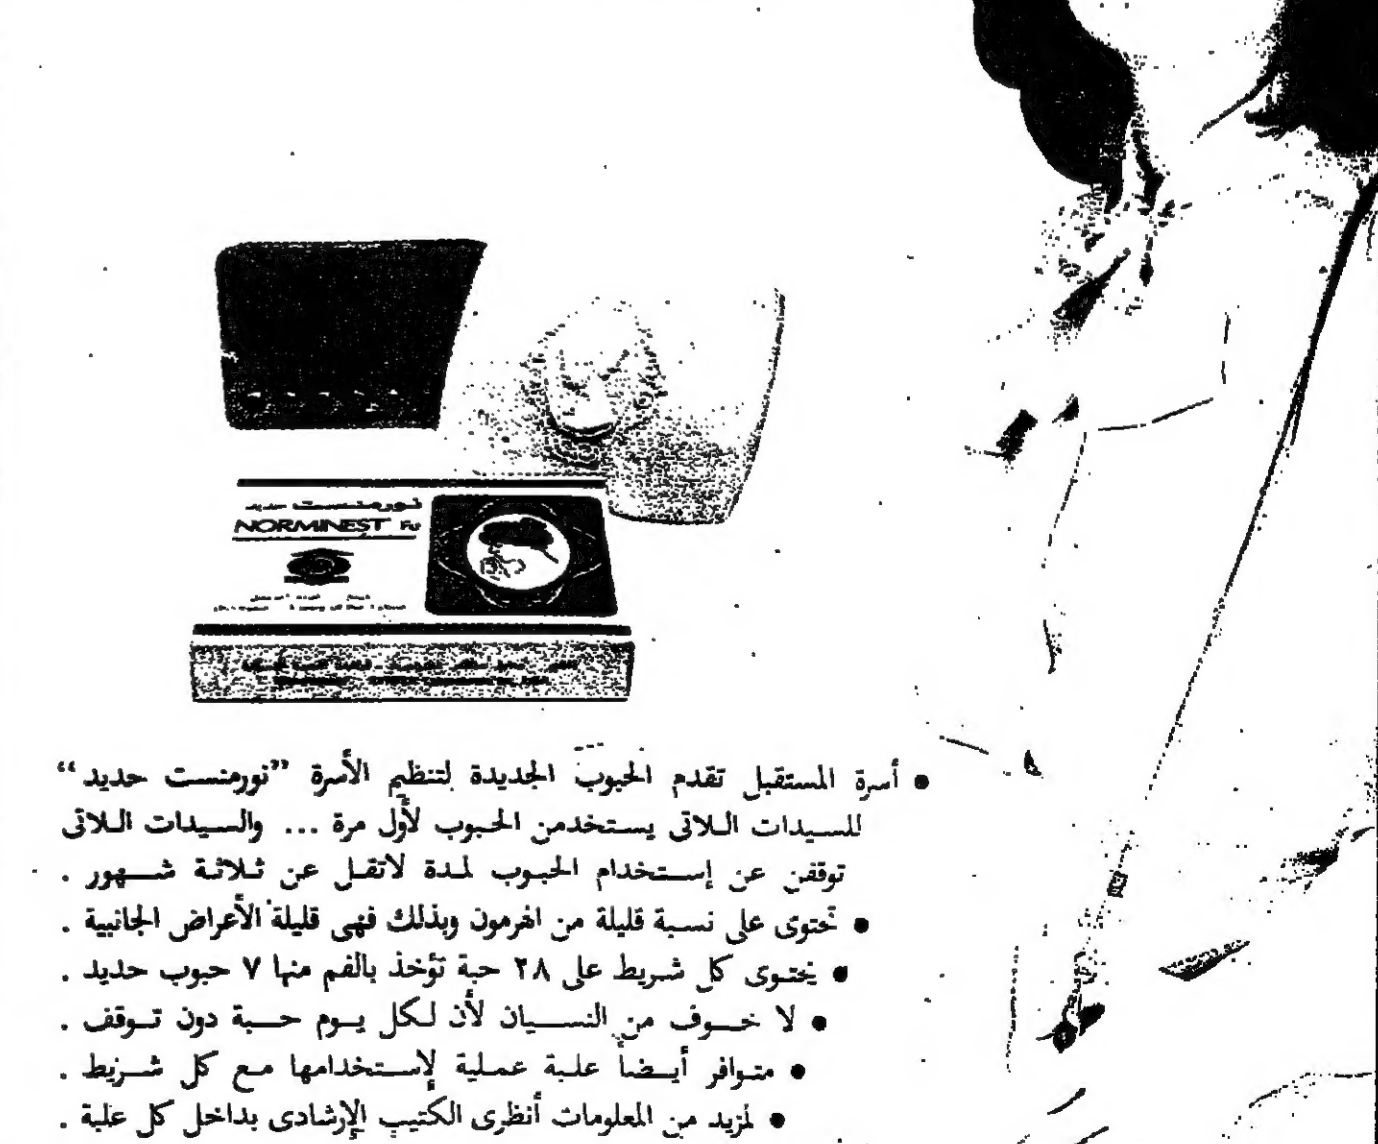 نورمنست حديد
NORMINEST Fe
• أسرة المستقبل تقدم الحبوب الجديدة لتنظيم الأسرة ”نورمنست حديد“
للسيدات اللاتى يستخدمن الحبوب لأول مرة ... والسيدات اللاتى
توقفن عن إستخدام الحبوب لمدة لاتقل عن ثلاثة شهور .
• تحتوى على نسبة قليلة من الهرمون وبذلك فهى قليلة الأعراض الجانبية .
• يحتوى كل شريط على ٢٨ حبة تؤخذ بالفم منها ٧ حبوب حديد .
• لا خوف من النسيان لأن لكل يوم حبة دون توقف .
• متوافر أيضاً علبة عملية لإستخدامها مع كل شريط .
• لمزيد من المعلومات أنظرى الكتيب الإرشادى بداخل كل علبة .